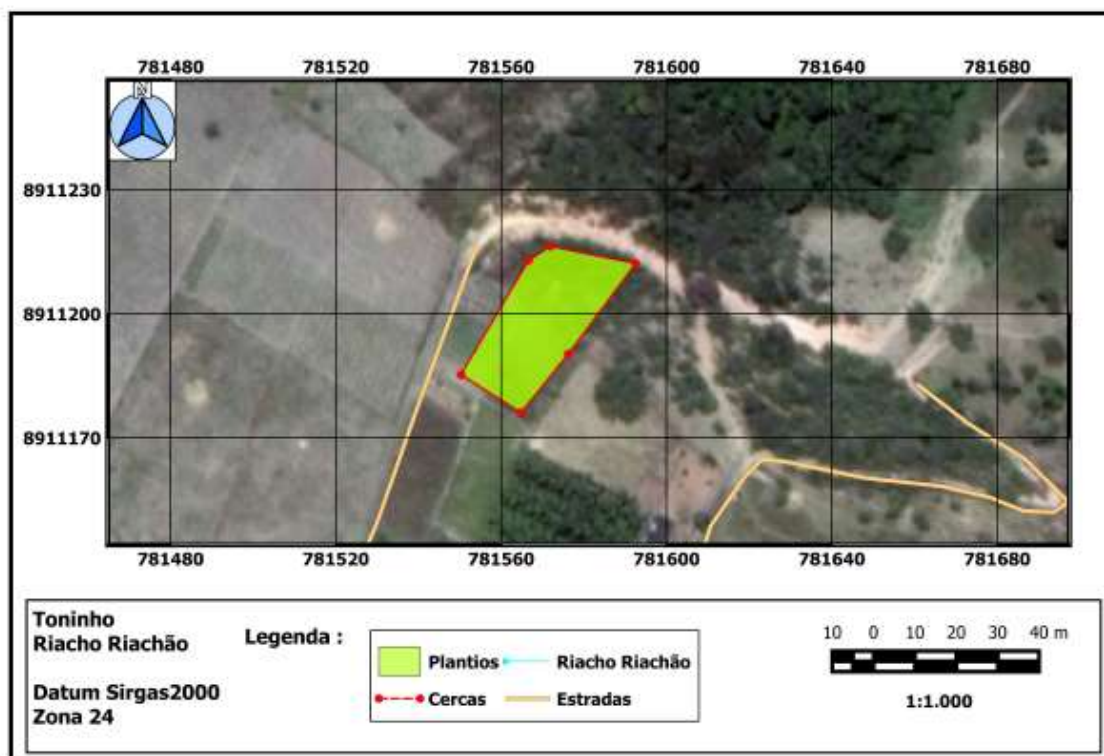 781480 781520 781560 781600 781640 781680
N
8911230
8911200
8911170
781480 781520 781560 781600 781640 781680
Toninho
Riacho Riachão
Datum Sirgas2000
Zona 24
Legenda :
Plantios
Riacho Riachão
Cercas
Estradas
10 0 10 20 30 40 m
1:1.000